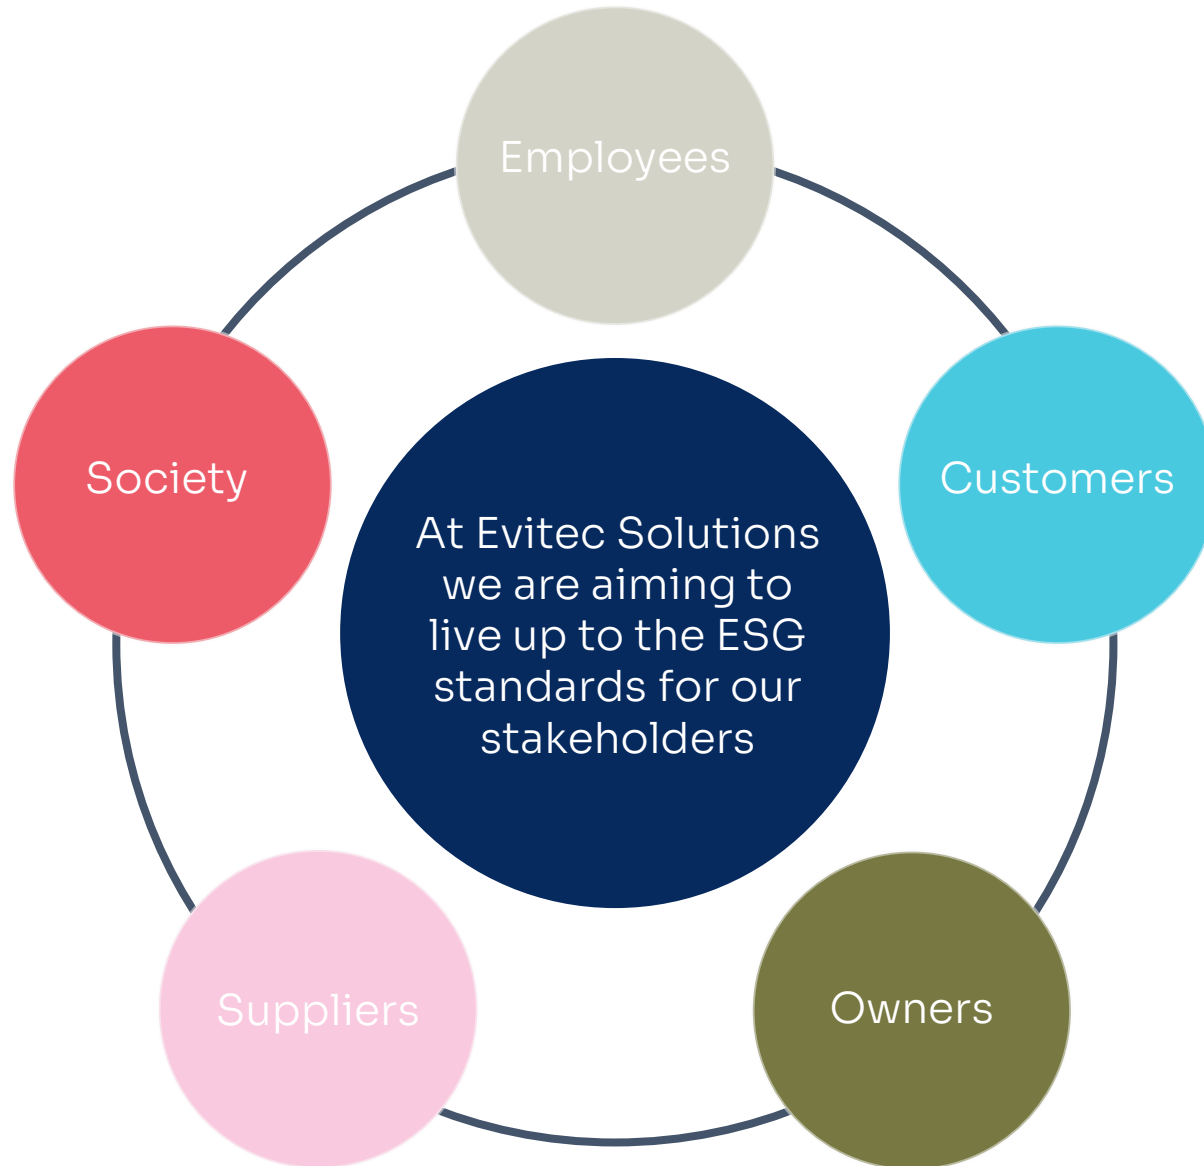 Employees
Society
Customers
At Evitec Solutions
we are aiming to
live up to the ESG
standards for our
stakeholders
Suppliers
Owners